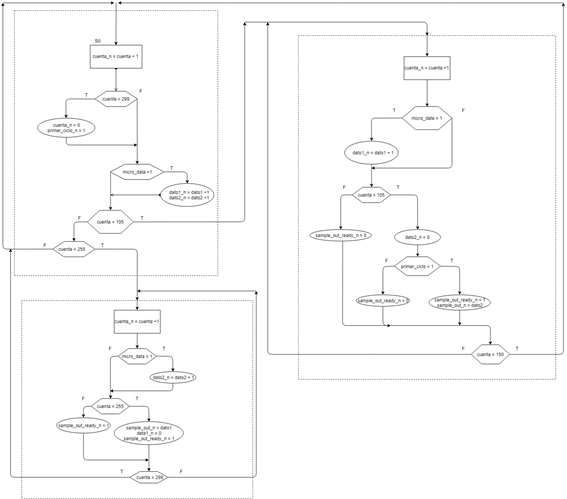 S0
cuenta_n = cuenta + 1
cuenta = 299
T
F
cuenta_n = 0
primer_ciclo_n = 1
micro_data =1
T
dato1_n = dato1 +1
dato2_n = dato2 +1
cuenta = 105
F
T
cuenta = 255
F
T
cuenta_n = cuenta +1
micro_data = 1
T
F
dato1_n = dato1 + 1
cuenta = 105
F
T
sample_out_ready_n = 0
dato2_n = 0
primer_ciclo = 1
F
T
sample_out_ready_n = 0
sample_out_ready_n = 1
sample_out_n = dato2
cuenta = 150
F
T
cuenta_n = cuenta +1
micro_data = 1
F
T
dato2_n = dato2 + 1
cuenta = 255
F
T
sample_out_ready_n = 1
sample_out_n = dato1
data1_n = 0
sample_out_ready_n = 1
cuenta = 299
T
F